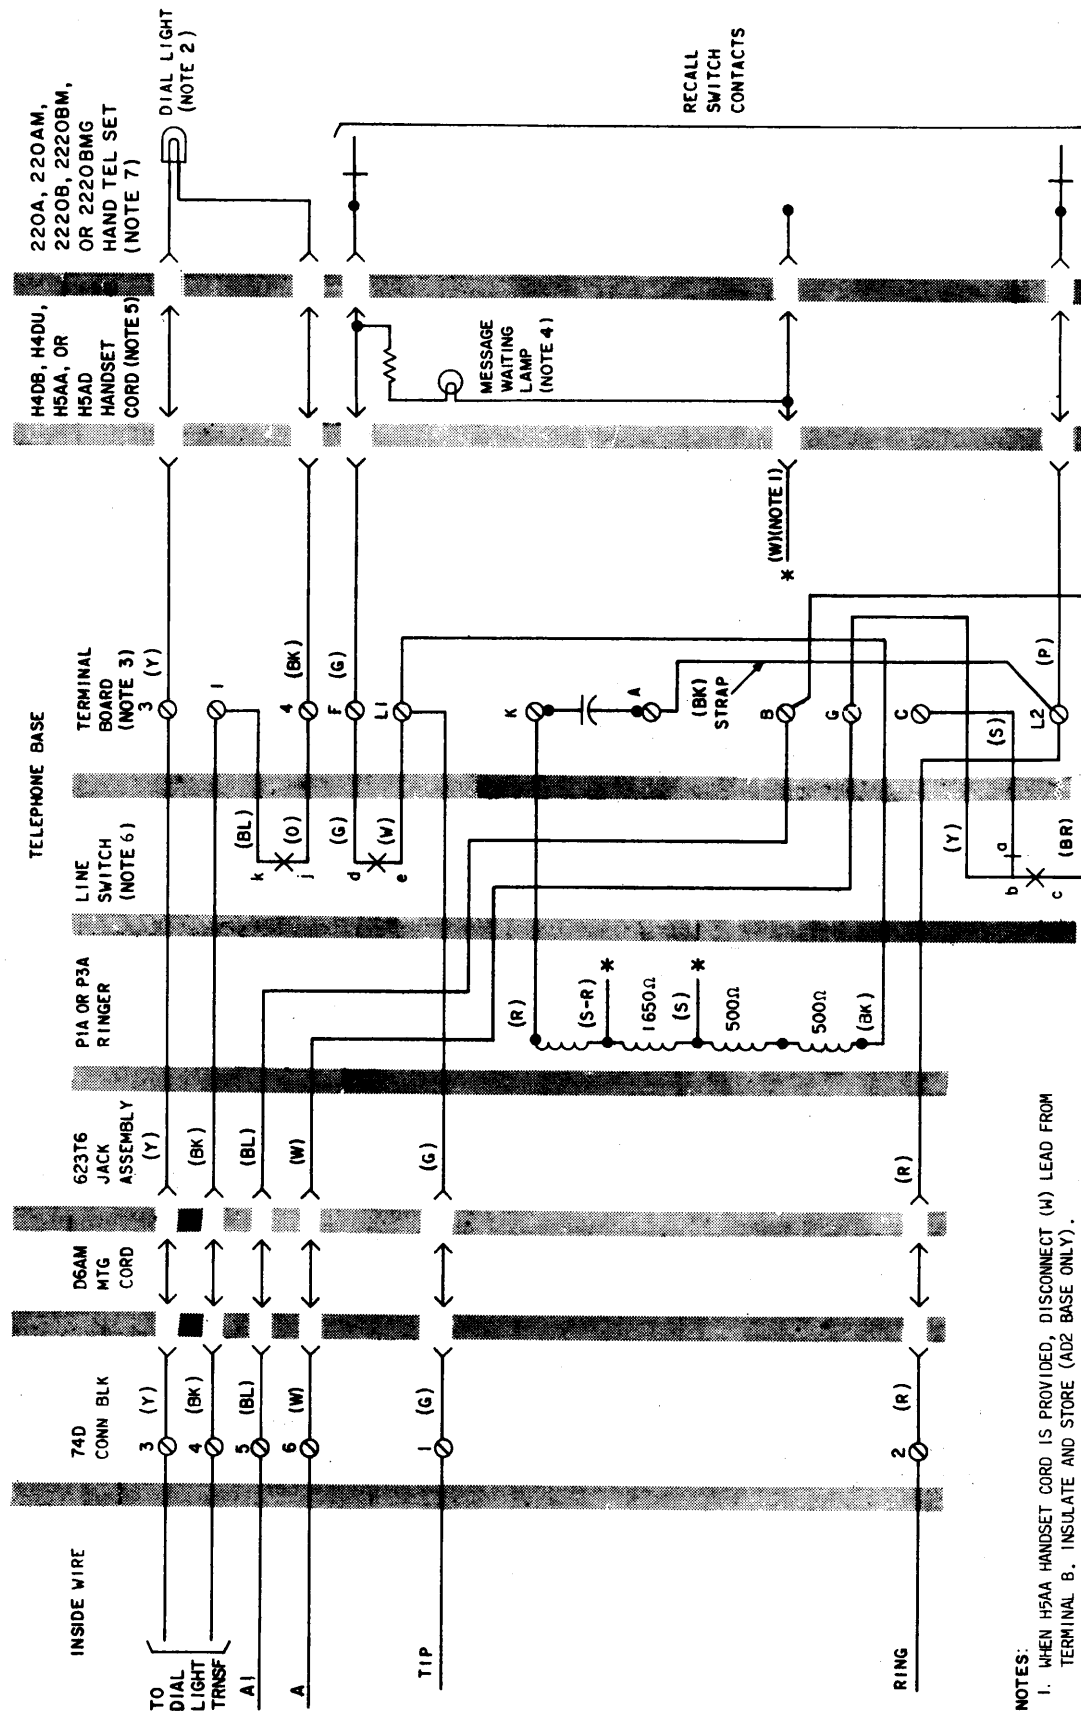 TELEPHONE BASE
INSIDE WIRE
74D
CONN BLK
D6AM
MTG
CORD
623T6
JACK
ASSEMBLY
P1A OR P3A
RINGER
LINE
SWITCH
(NOTE 6)
TERMINAL
BOARD
(NOTE 3)
H4DB, H4DU,
H5AA, OR
H5AD
HANDSET
CORD (NOTE 5)
220A, 220AM,
2220B, 2220BM,
OR 2220BMG
HAND TEL SET
(NOTE 7)
TO
DIAL
LIGHT
TRNSF
3
(Y)
(Y)
3
(Y)
DIAL LIGHT
(NOTE 2)
4
(BK)
(BK)
1
(BL)
k
j
(O)
4
(BK)
A1
5
(BL)
(BL)
A
6
(W)
(W)
(G)
d
e
(W)
F
(G)
L1
TIP
1
(G)
(G)
MESSAGE
WAITING
LAMP
(NOTE 4)
(R)
K
(S-R)
*
1650Ω
A
(S)
*
(BK)
STRAP
500Ω
500Ω
(BK)
B
* (W)(NOTE 1)
G
C
(S)
RECALL
SWITCH
CONTACTS
RING
2
(R)
(R)
(Y)
a
b
c
(BR)
L2
(P)
NOTES:
1. WHEN H5AA HANDSET CORD IS PROVIDED, DISCONNECT (W) LEAD FROM
TERMINAL B. INSULATE AND STORE (AD2 BASE ONLY).